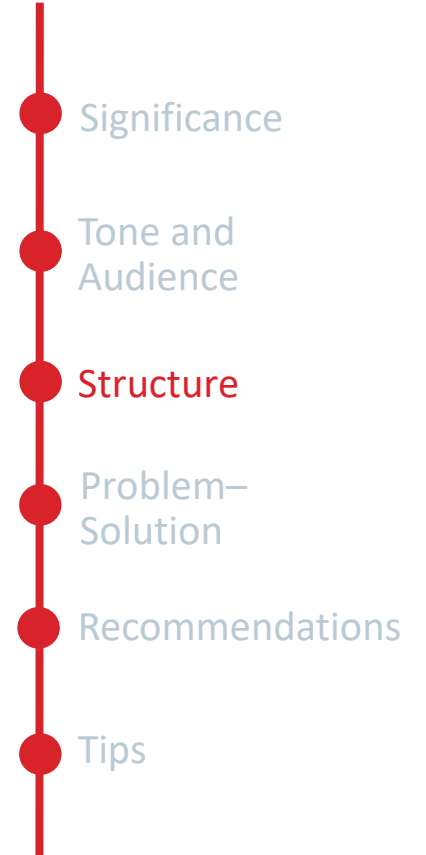 Significance
Tone and
Audience
Structure
Problem–
Solution
Recommendations
Tips